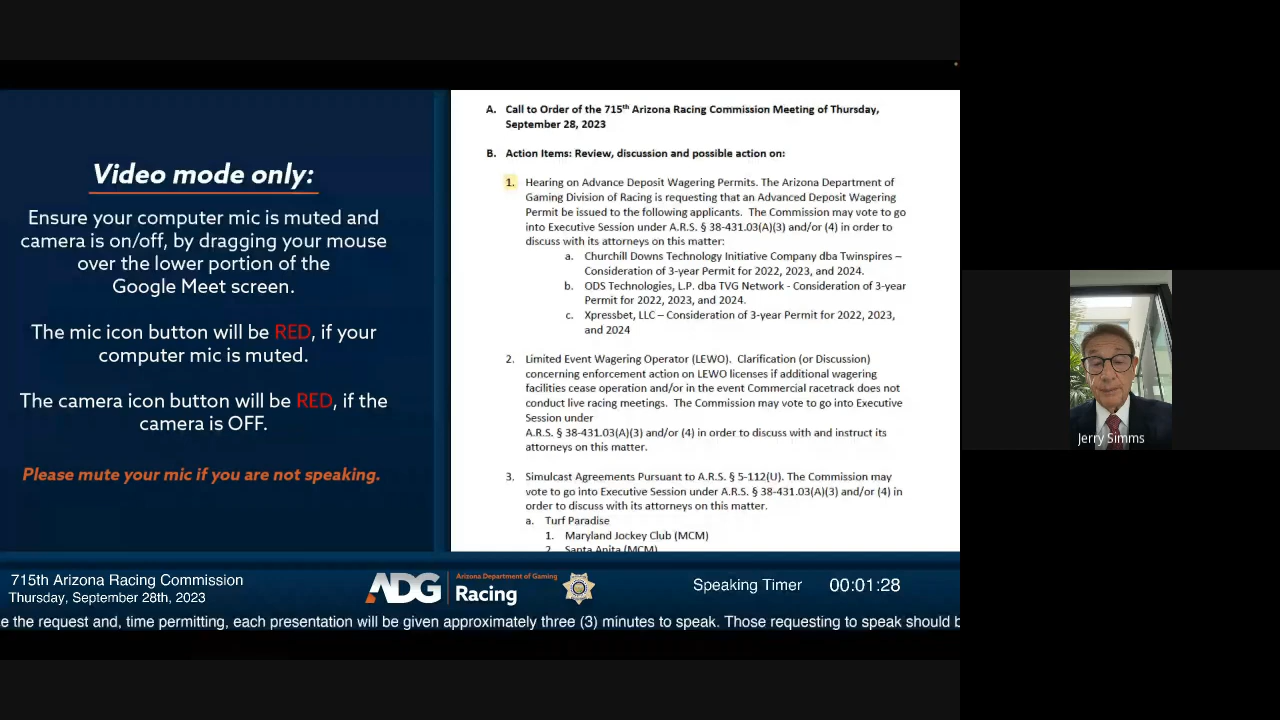 Video mode only:
Ensure your computer mic is muted and
camera is on/off, by dragging your mouse
over the lower portion of the
Google Meet screen.
The mic icon button will be RED, if your
computer mic is muted.
The camera icon button will be RED, if the
camera is OFF.
Please mute your mic if you are not speaking.
A. Call to Order of the 715th Arizona Racing Commission Meeting of Thursday,
September 28, 2023
B. Action Items: Review, discussion and possible action on:
1. Hearing on Advance Deposit Wagering Permits. The Arizona Department of
Gaming Division of Racing is requesting that an Advanced Deposit Wagering
Permit be issued to the following applicants. The Commission may vote to go
into Executive Session under A.R.S. § 38-431.03(A)(3) and/or (4) in order to
discuss with its attorneys on this matter:
a. Churchill Downs Technology Initiative Company dba Twinspires –
Consideration of 3-year Permit for 2022, 2023, and 2024.
b. ODS Technologies, L.P. dba TVG Network - Consideration of 3-year
Permit for 2022, 2023, and 2024.
c. Xpressbet, LLC – Consideration of 3-year Permit for 2022, 2023,
and 2024
2. Limited Event Wagering Operator (LEWO). Clarification (or Discussion)
concerning enforcement action on LEWO licenses if additional wagering
facilities cease operation and/or in the event Commercial racetrack does not
conduct live racing meetings. The Commission may vote to go into Executive
Session under
A.R.S. § 38-431.03(A)(3) and/or (4) in order to discuss with and instruct its
attorneys on this matter.
3. Simulcast Agreements Pursuant to A.R.S. § 5-112(U). The Commission may
vote to go into Executive Session under A.R.S. § 38-431.03(A)(3) and/or (4) in
order to discuss with its attorneys on this matter.
a. Turf Paradise
1. Maryland Jockey Club (MCM)
2. Santa Anita (MCM)
Jerry Simms
715th Arizona Racing Commission
Thursday, September 28th, 2023
ADG
Arizona Department of Gaming
Racing
Speaking Timer 00:01:28
e the request and, time permitting, each presentation will be given approximately three (3) minutes to speak. Those requesting to speak should b